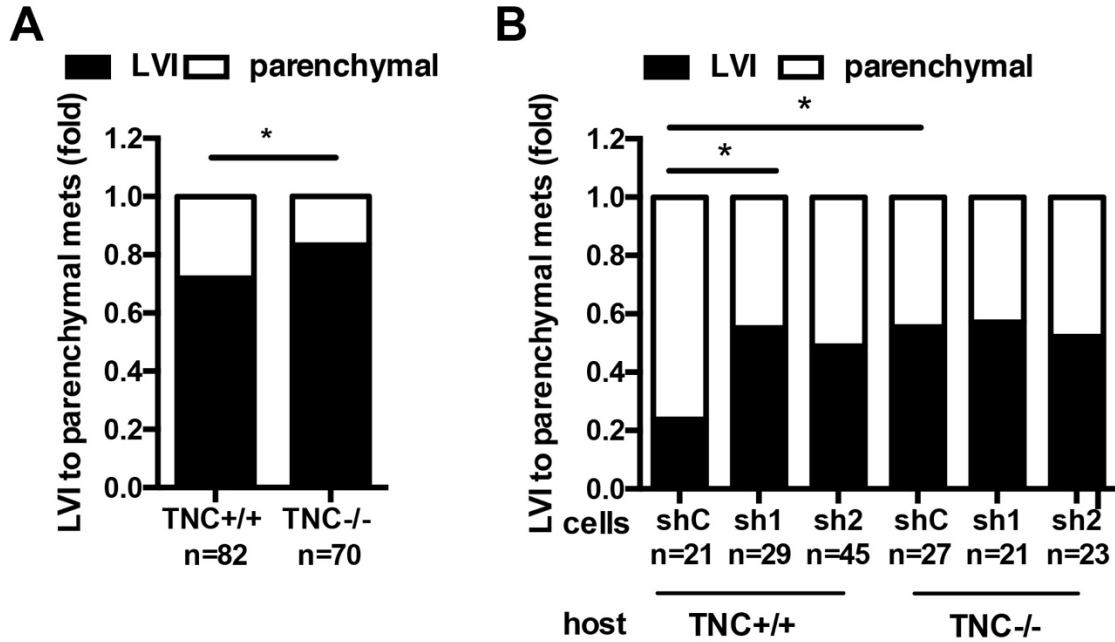 A
LVI parenchymal
LVI to parenchymal mets (fold)
1.2
1.0
0.8
0.6
0.4
0.2
0.0
*
TNC+/+ TNC-/-
n=82 n=70
B
LVI parenchymal
LVI to parenchymal mets (fold)
1.2
1.0
0.8
0.6
0.4
0.2
0.0
*
*
cells shC sh1 sh2 shC sh1 sh2
n=21 n=29 n=45 n=27 n=21 n=23
host TNC+/+ TNC-/-